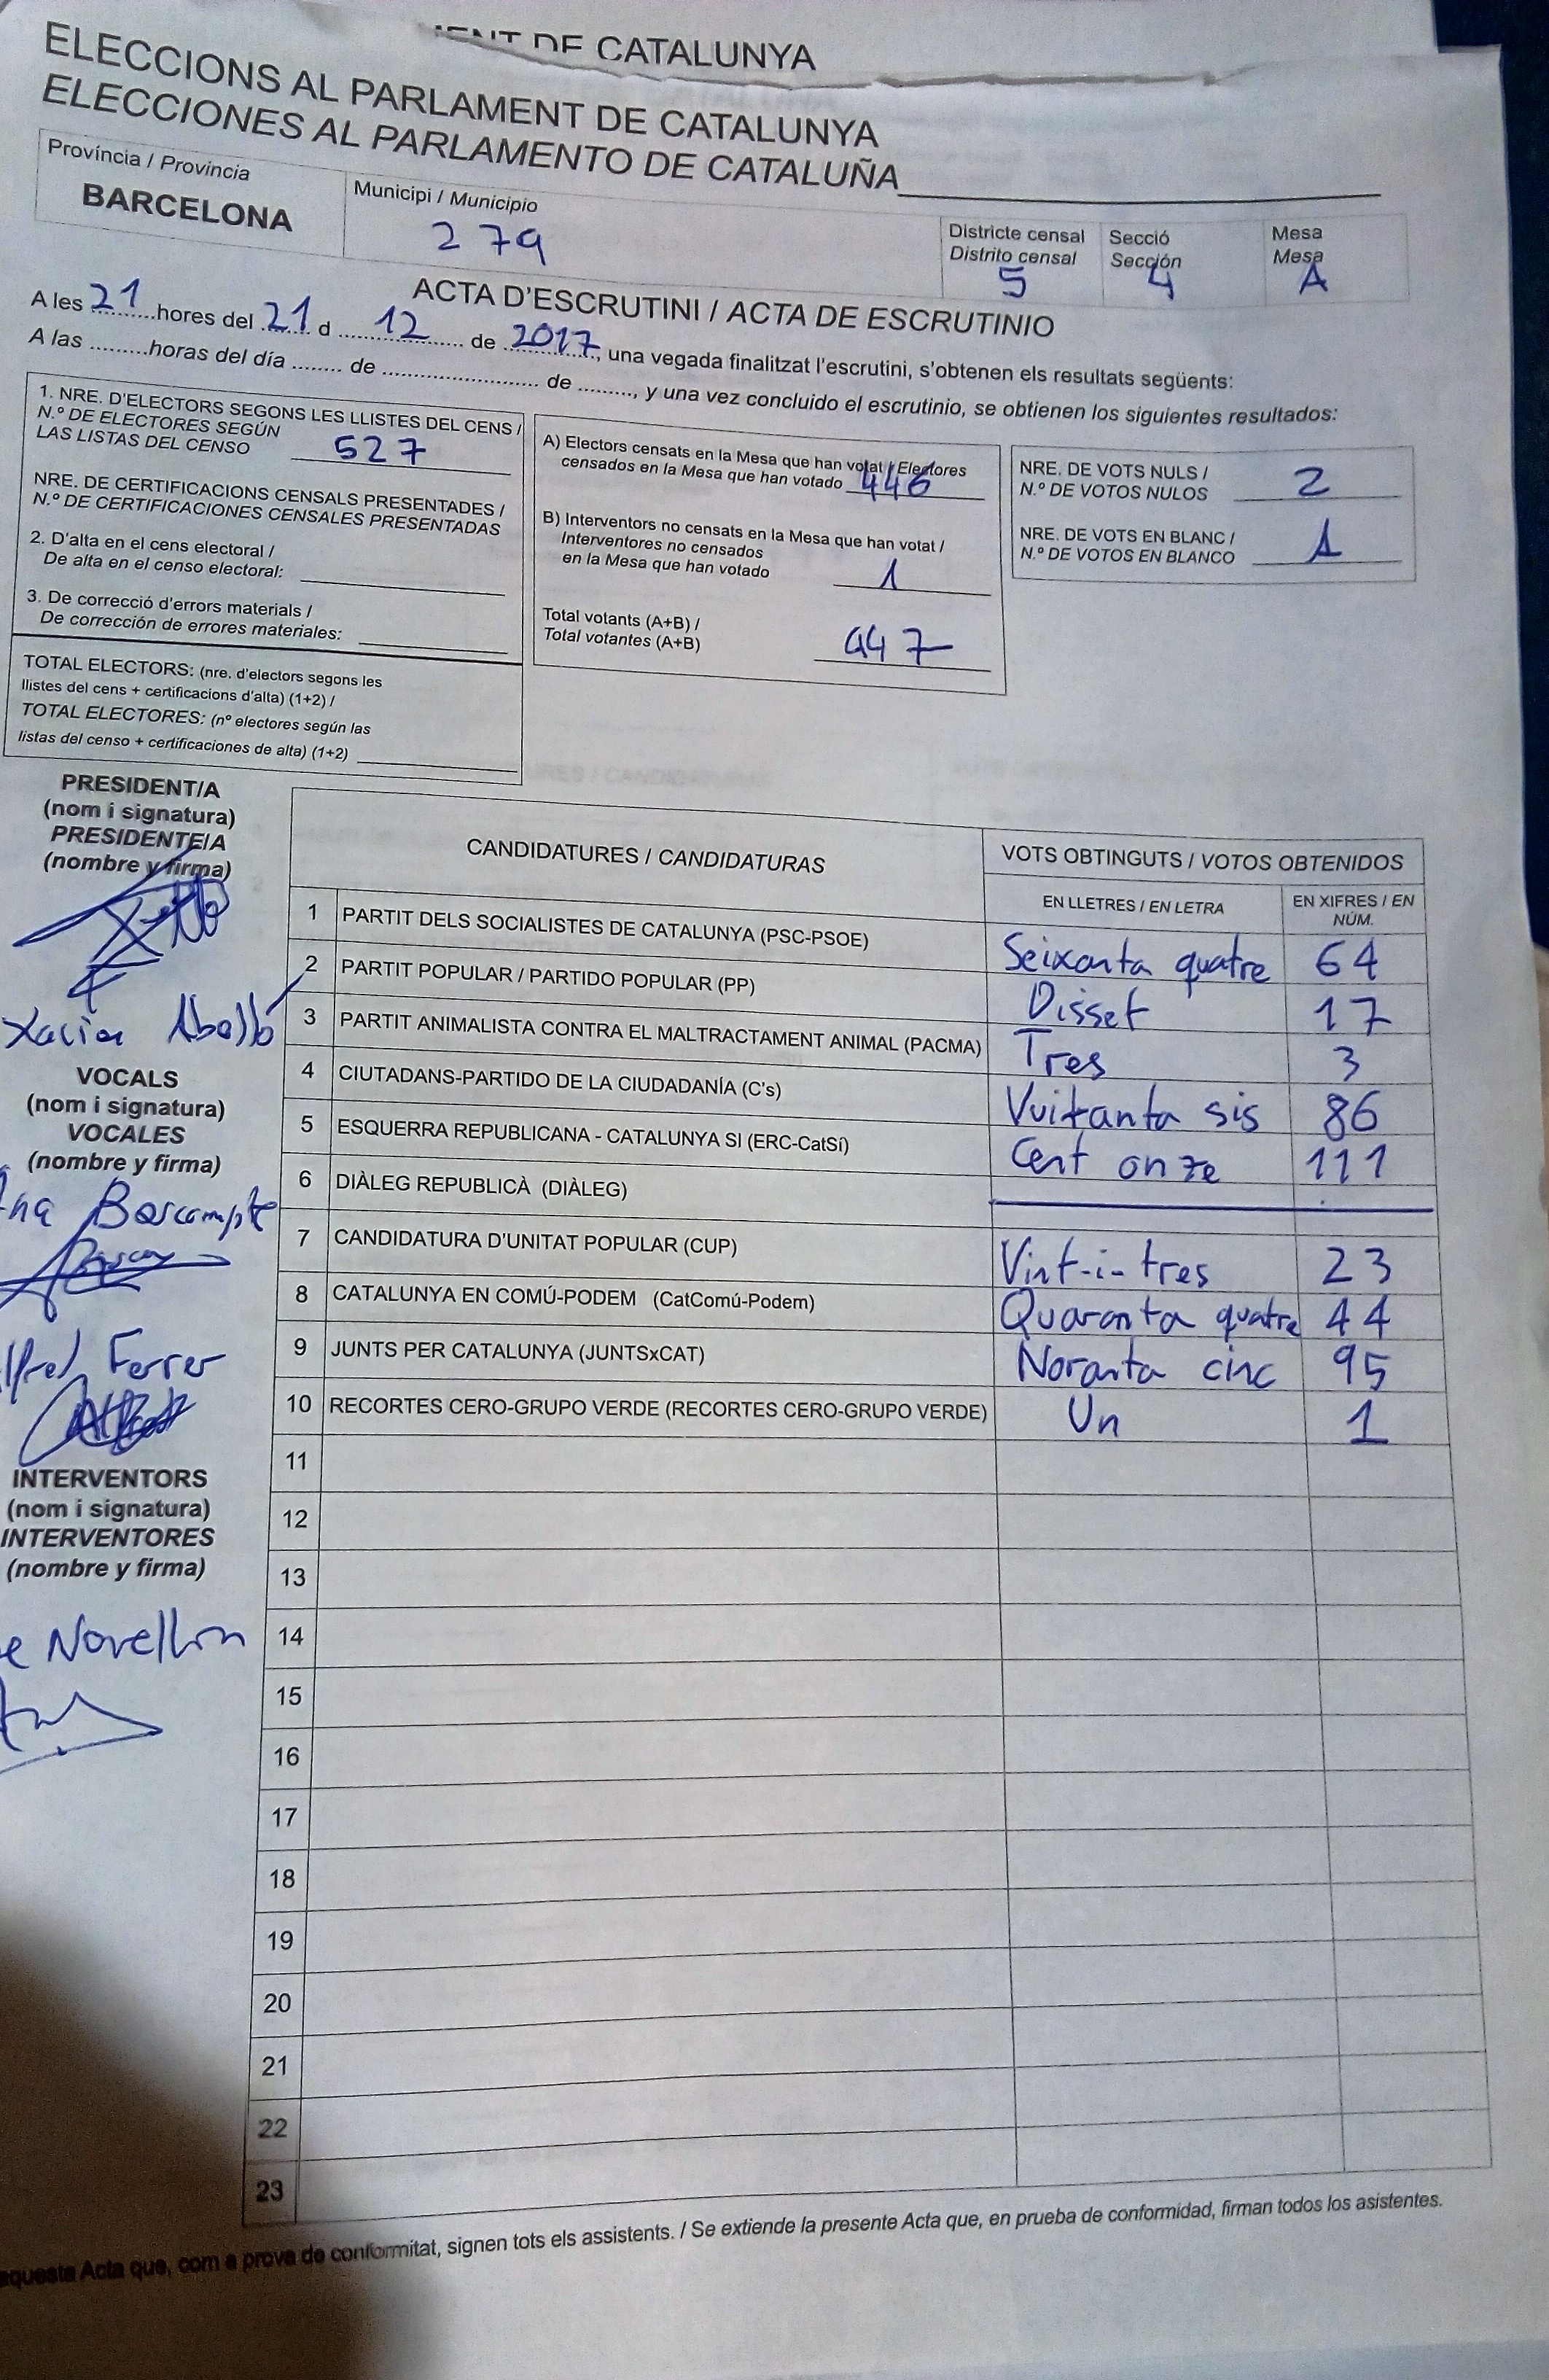 ENT DE CATALUNYA
ELECCIONS AL PARLAMENT DE CATALUNYA
ELECCIONES AL PARLAMENTO DE CATALUÑA
Província / Provincia
BARCELONA
Municipi / Municipio
279
Districte censal
Distrito censal
5
Secció
Sección
4
Mesa
Mesa
A
ACTA D'ESCRUTINI / ACTA DE ESCRUTINIO
A les 21 hores del 21 d 12 de 2017, una vegada finalitzat l'escrutini, s'obtenen els resultats següents:
A las .........horas del día ........ de ........................... de ........., y una vez concluido el escrutinio, se obtienen los siguientes resultados:
1. NRE. D'ELECTORS SEGONS LES LLISTES DEL CENS /
N.º DE ELECTORES SEGÚN
LAS LISTAS DEL CENSO 527
NRE. DE CERTIFICACIONS CENSALS PRESENTADES /
N.º DE CERTIFICACIONES CENSALES PRESENTADAS
2. D'alta en el cens electoral /
De alta en el censo electoral:
3. De correcció d'errors materials /
De corrección de errores materiales:
TOTAL ELECTORS: (nre. d'electors segons les
llistes del cens + certificacions d'alta) (1+2) /
TOTAL ELECTORES: (nº electores según las
listas del censo + certificaciones de alta) (1+2)
A) Electors censats en la Mesa que han votat / Electores
censados en la Mesa que han votado 446
B) Interventors no censats en la Mesa que han votat /
Interventores no censados
en la Mesa que han votado 1
Total votants (A+B) /
Total votantes (A+B) 447
NRE. DE VOTS NULS /
N.º DE VOTOS NULOS 2
NRE. DE VOTS EN BLANC /
N.º DE VOTOS EN BLANCO 1
PRESIDENT/A
(nom i signatura)
PRESIDENTE/A
(nombre y firma)
Xavier Abelló
VOCALS
(nom i signatura)
VOCALES
(nombre y firma)
Boscampte
Ferrer
INTERVENTORS
(nom i signatura)
INTERVENTORES
(nombre y firma)
e Novellon
CANDIDATURES / CANDIDATURAS
VOTS OBTINGUTS / VOTOS OBTENIDOS
EN LLETRES / EN LETRA
EN XIFRES / EN
NÚM.
1 PARTIT DELS SOCIALISTES DE CATALUNYA (PSC-PSOE) Seixanta quatre 64
2 PARTIT POPULAR / PARTIDO POPULAR (PP) Disset 17
3 PARTIT ANIMALISTA CONTRA EL MALTRACTAMENT ANIMAL (PACMA) Tres 3
4 CIUTADANS-PARTIDO DE LA CIUDADANÍA (C's) Vuitanta sis 86
5 ESQUERRA REPUBLICANA - CATALUNYA SI (ERC-CatSí) Cent onze 111
6 DIÀLEG REPUBLICÀ (DIÀLEG)
7 CANDIDATURA D'UNITAT POPULAR (CUP) Vint-i-tres 23
8 CATALUNYA EN COMÚ-PODEM (CatComú-Podem) Quaranta quatre 44
9 JUNTS PER CATALUNYA (JUNTSxCAT) Noranta cinc 95
10 RECORTES CERO-GRUPO VERDE (RECORTES CERO-GRUPO VERDE) Un 1
11
12
13
14
15
16
17
18
19
20
21
22
23
aquesta Acta que, com a prova de conformitat, signen tots els assistents. / Se extiende la presente Acta que, en prueba de conformidad, firman todos los asistentes.